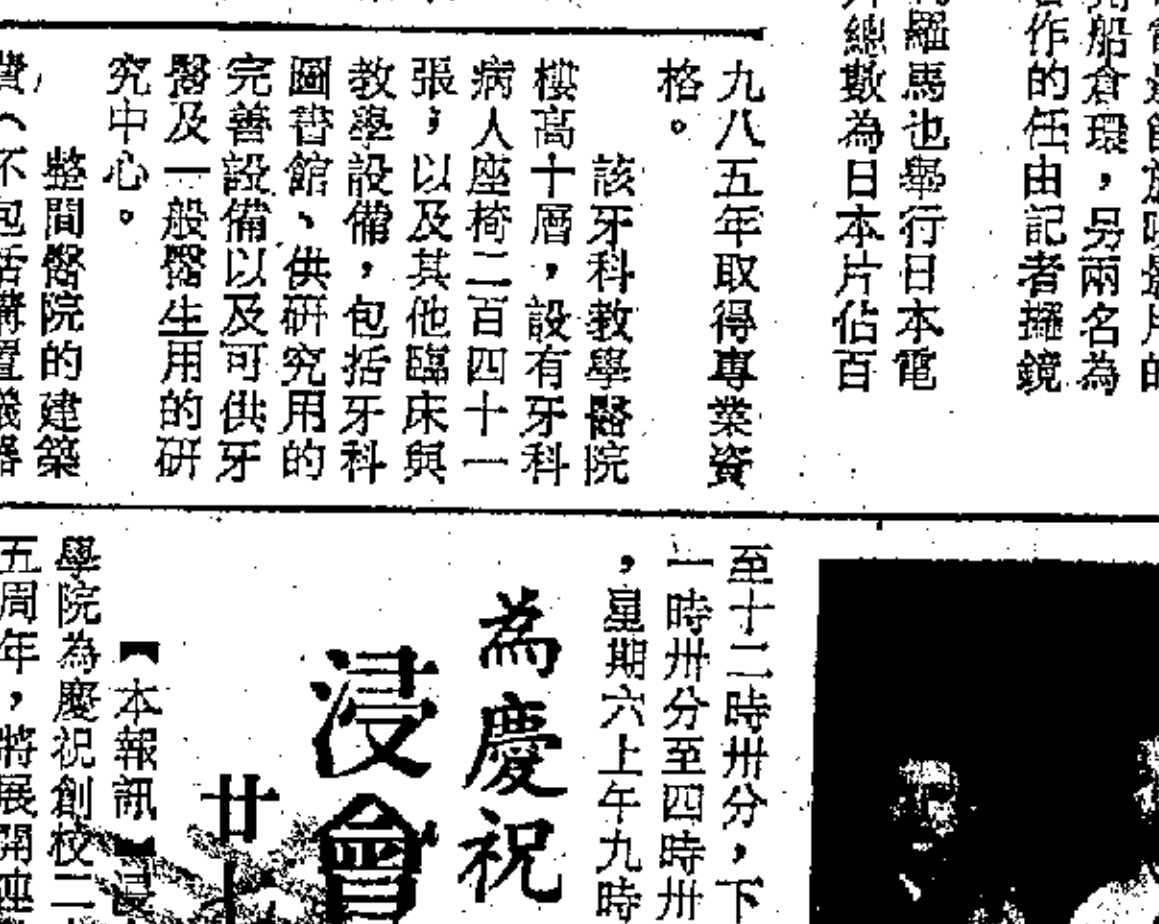 作的任由記者攞鏡
船倉環，另兩名為
羅馬也舉行日本電
總數為日本片佔百
九八五年取得專業資
格。
該牙科教學醫院
樓高十層，設有牙科
病人座椅二百四十一
張，以及其他臨床與
教學設備，包括牙科
圖書館、供研究用的
完善設備以及可供牙
醫及一般醫生用的研
究中心。
整間醫院的建築
費（不包括購置儀器
至十二時卅分，下
一時卅分至四時卅
，星期六上午九時
為慶祝
浸會
廿
【本報訊】浸
學院為慶祝創校二
五周年，將展開連